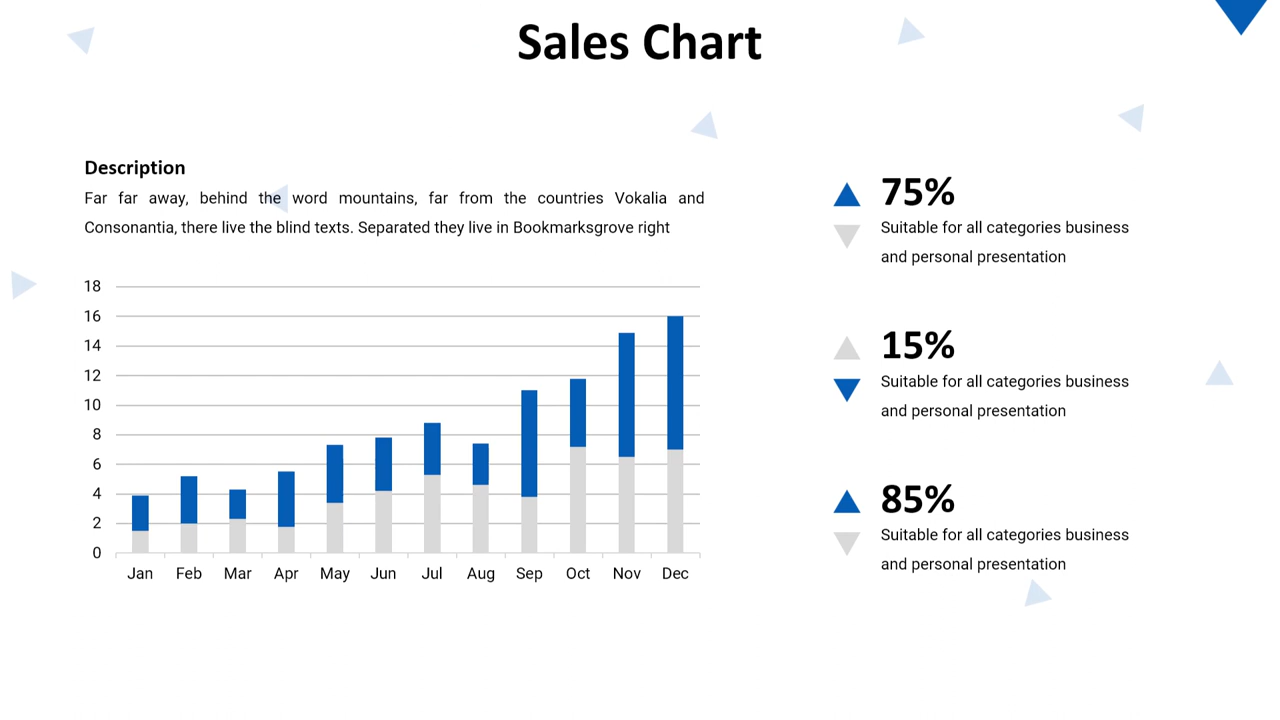 Sales Chart
Description
Far far away, behind the word mountains, far from the countries Vokalia and
Consonantia, there live the blind texts. Separated they live in Bookmarksgrove right
18
16
14
12
10
8
6
4
2
0
Jan Feb Mar Apr May Jun Jul Aug Sep Oct Nov Dec
75%
Suitable for all categories business
and personal presentation
15%
Suitable for all categories business
and personal presentation
85%
Suitable for all categories business
and personal presentation